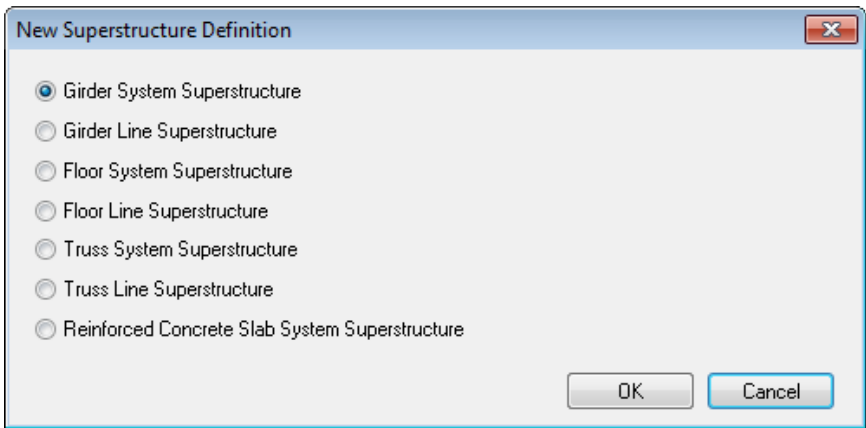 New Superstructure Definition
Girder System Superstructure
Girder Line Superstructure
Floor System Superstructure
Floor Line Superstructure
Truss System Superstructure
Truss Line Superstructure
Reinforced Concrete Slab System Superstructure
OK Cancel